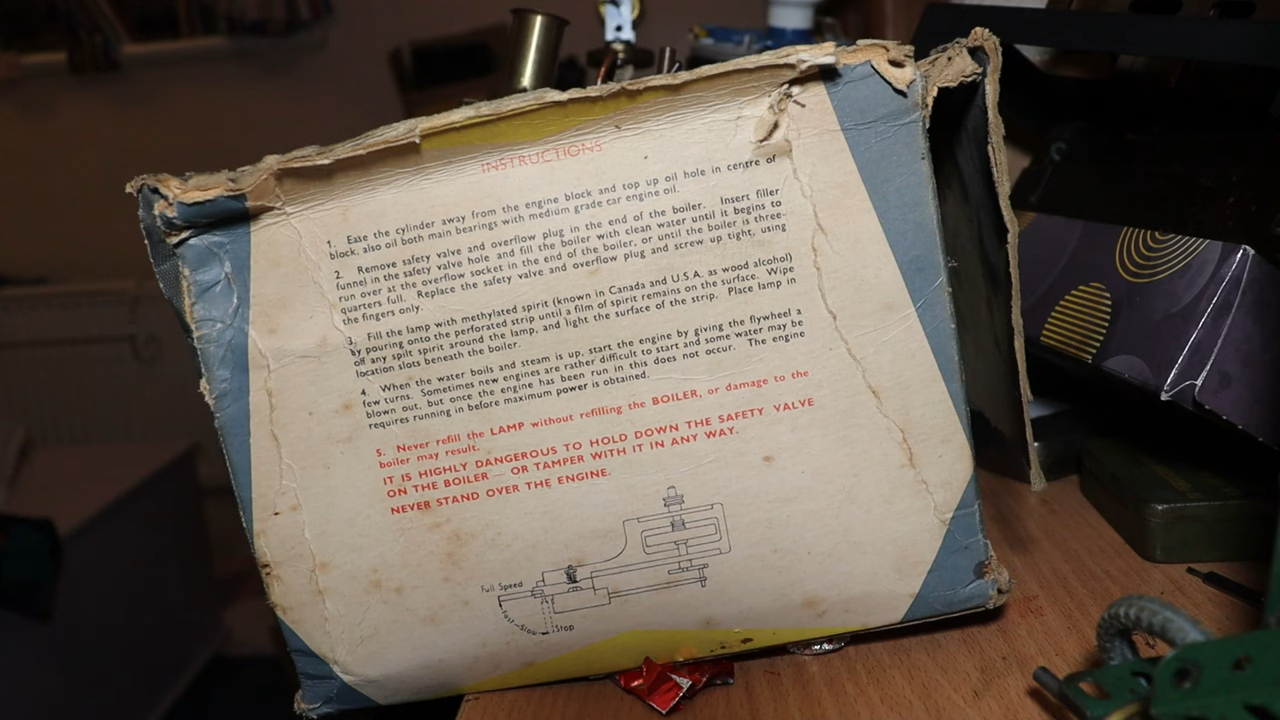 INSTRUCTIONS
1. Ease the cylinder away from the engine block and top up oil hole in centre of
block, also oil both main bearings with medium grade car engine oil.
2. Remove safety valve and overflow plug in the end of the boiler. Insert filler
funnel in the safety valve hole and fill the boiler with clean water until it begins to
run over at the overflow socket in the end of the boiler, or until the boiler is three-
quarters full. Replace the safety valve and overflow plug and screw up tight, using
the fingers only.
3. Fill the lamp with methylated spirit (known in Canada and U.S.A. as wood alcohol)
by pouring onto the perforated strip until a film of spirit remains on the surface. Wipe
off any spilt spirit around the lamp, and light the surface of the strip. Place lamp in
location slots beneath the boiler.
4. When the water boils and steam is up, start the engine by giving the flywheel a
few turns. Sometimes new engines are rather difficult to start and some water may be
blown out, but once the engine has been run in this does not occur. The engine
requires running in before maximum power is obtained.
5. Never refill the LAMP without refilling the BOILER, or damage to the
boiler may result.
IT IS HIGHLY DANGEROUS TO HOLD DOWN THE SAFETY VALVE
ON THE BOILER — OR TAMPER WITH IT IN ANY WAY.
NEVER STAND OVER THE ENGINE.
Full Speed
Fast-Slow
Stop